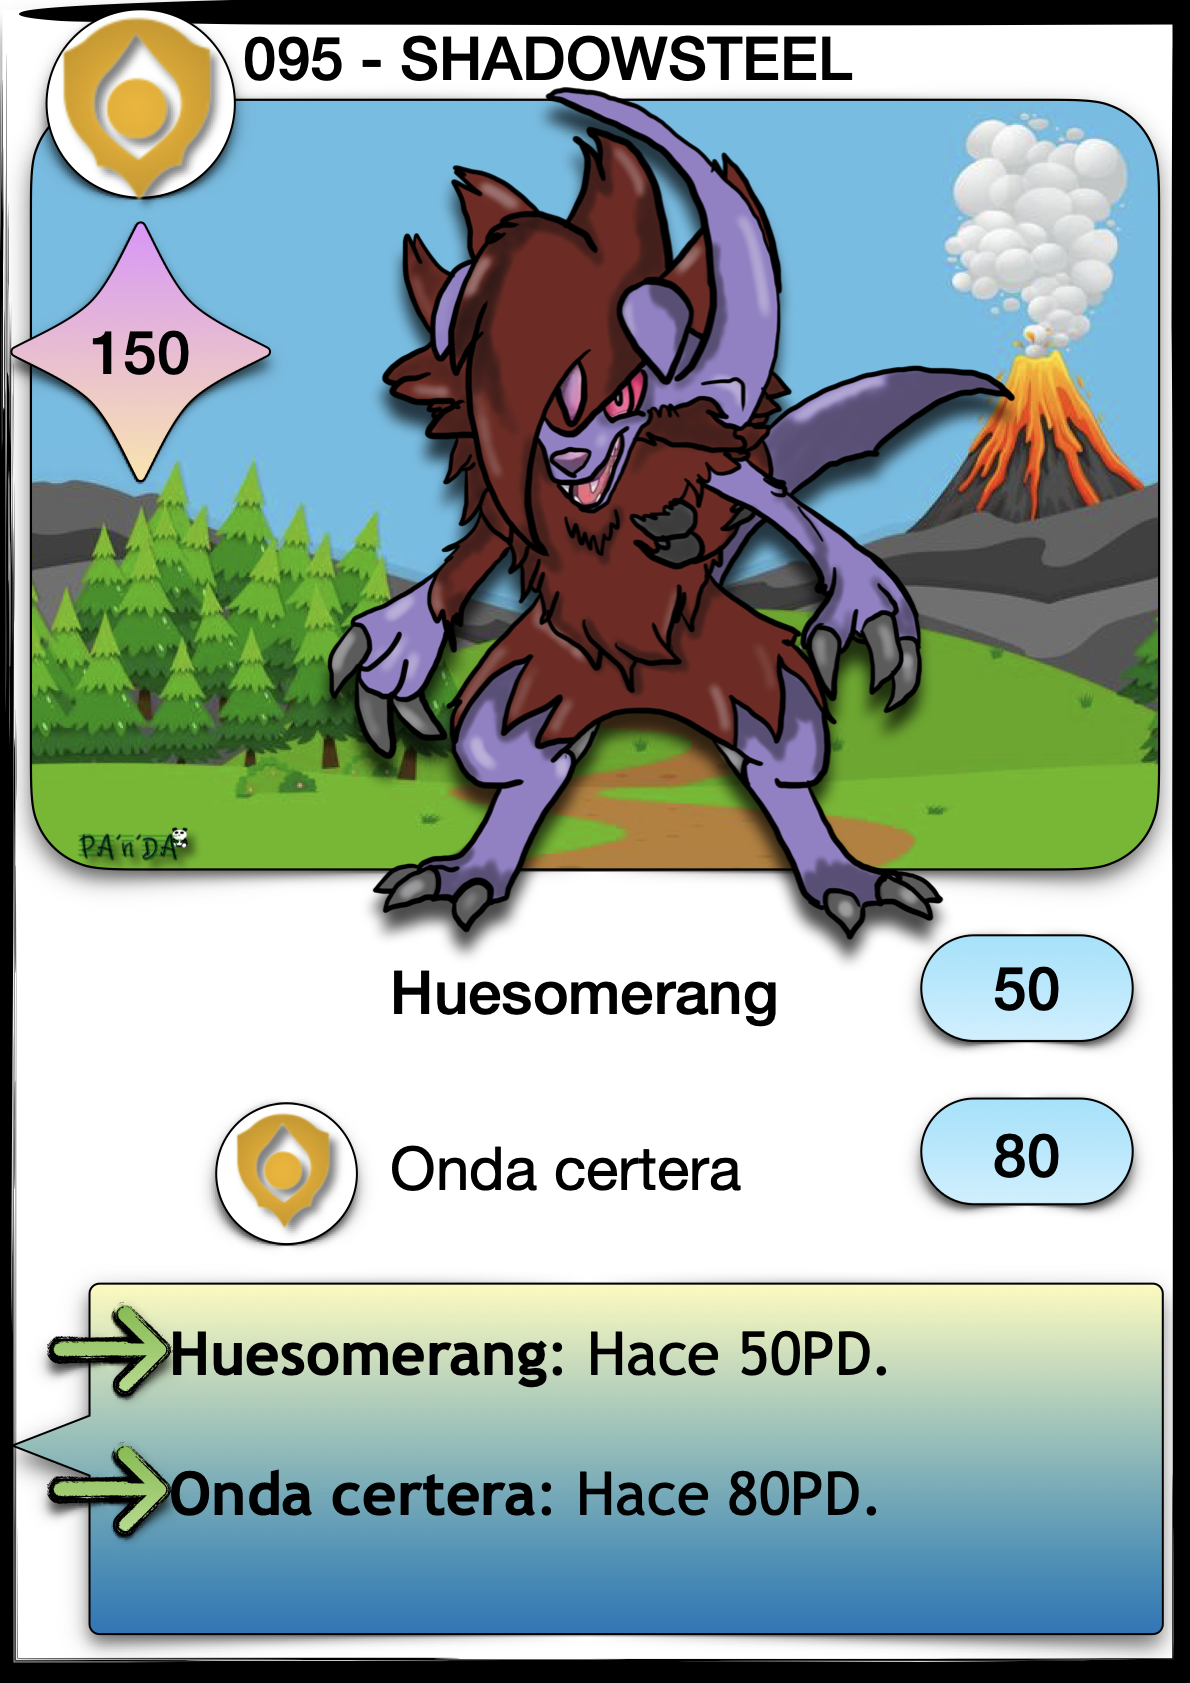 095 - SHADOWSTEEL
150
PA'n'DA
Huesomerang
50
Onda certera
80
Huesomerang: Hace 50PD.
Onda certera: Hace 80PD.